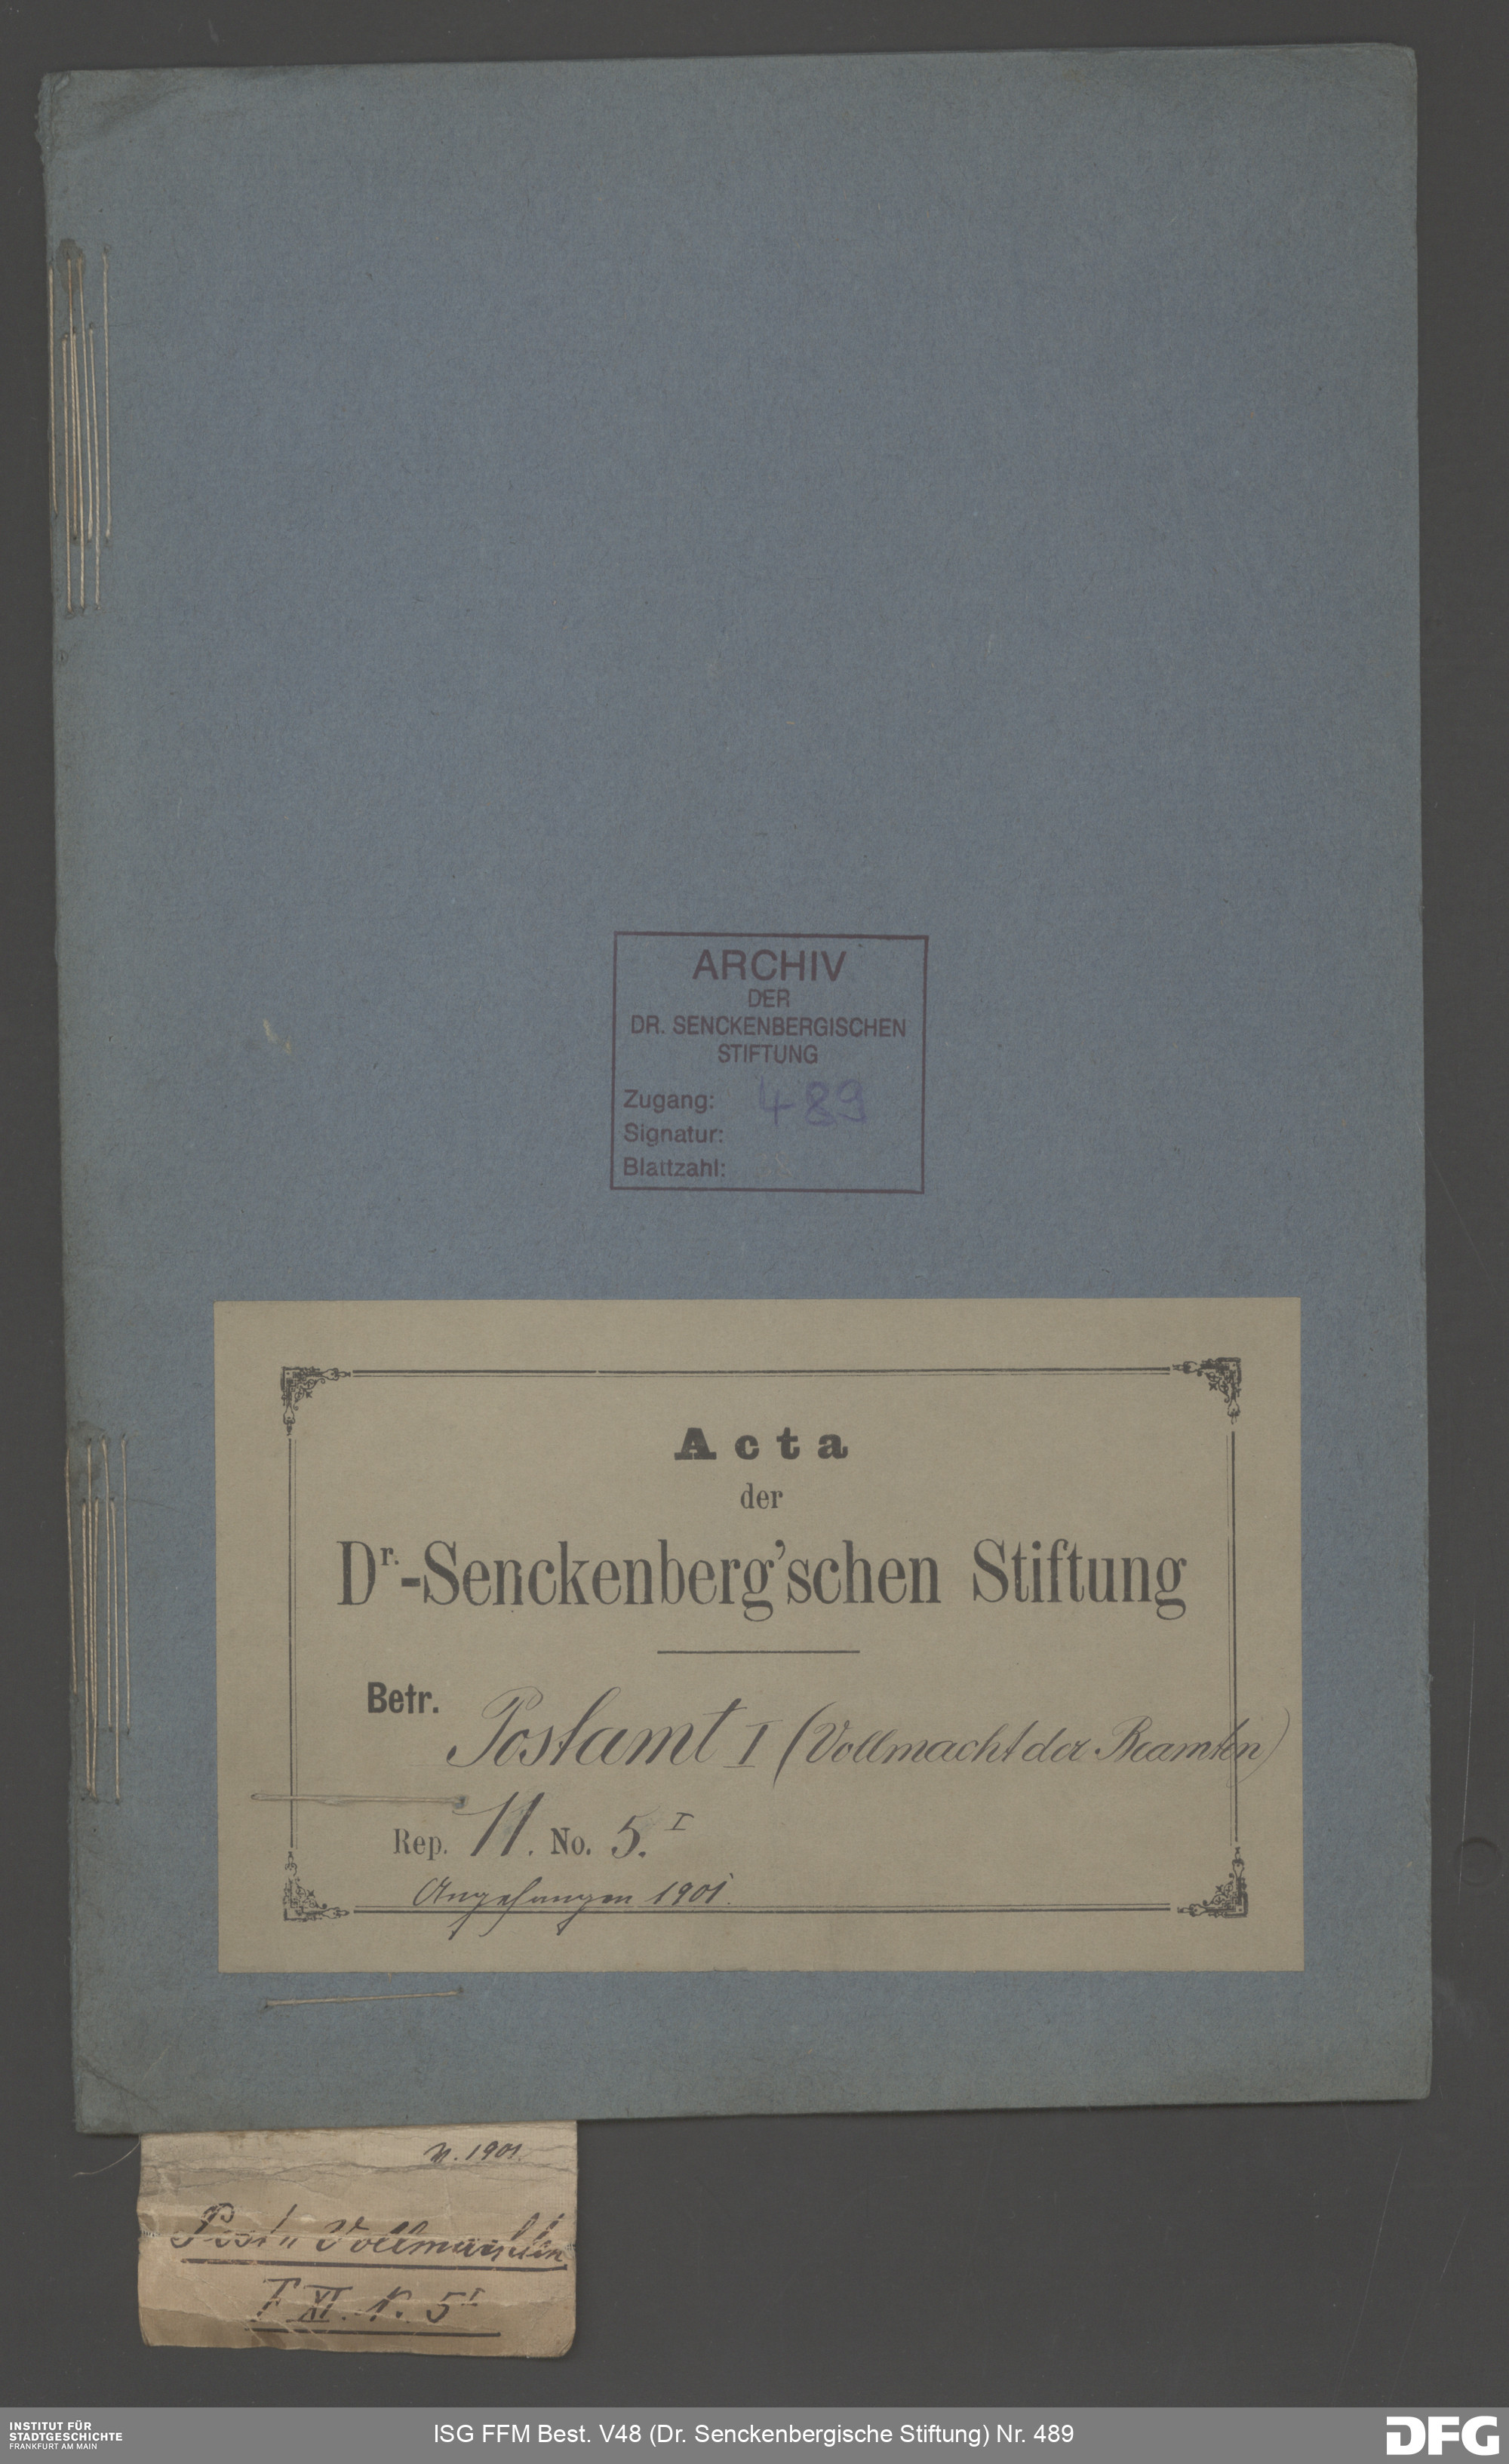 ARCHIV
DER
DR. SENCKENBERGISCHEN
STIFTUNG
Zugang: 489
Signatur:
Blattzahl:
Acta
der
Dr.-Senckenberg'schen Stiftung
Betr.
Postamt I (Vollmacht der Beamten)
Rep. 11. No. 5. I
Angefangen 1901.
1901.
Post Vollmachten
F XI. N. 5 I
INSTITUT FÜR
STADTGESCHICHTE
FRANKFURT AM MAIN
ISG FFM Best. V48 (Dr. Senckenbergische Stiftung) Nr. 489
DFG